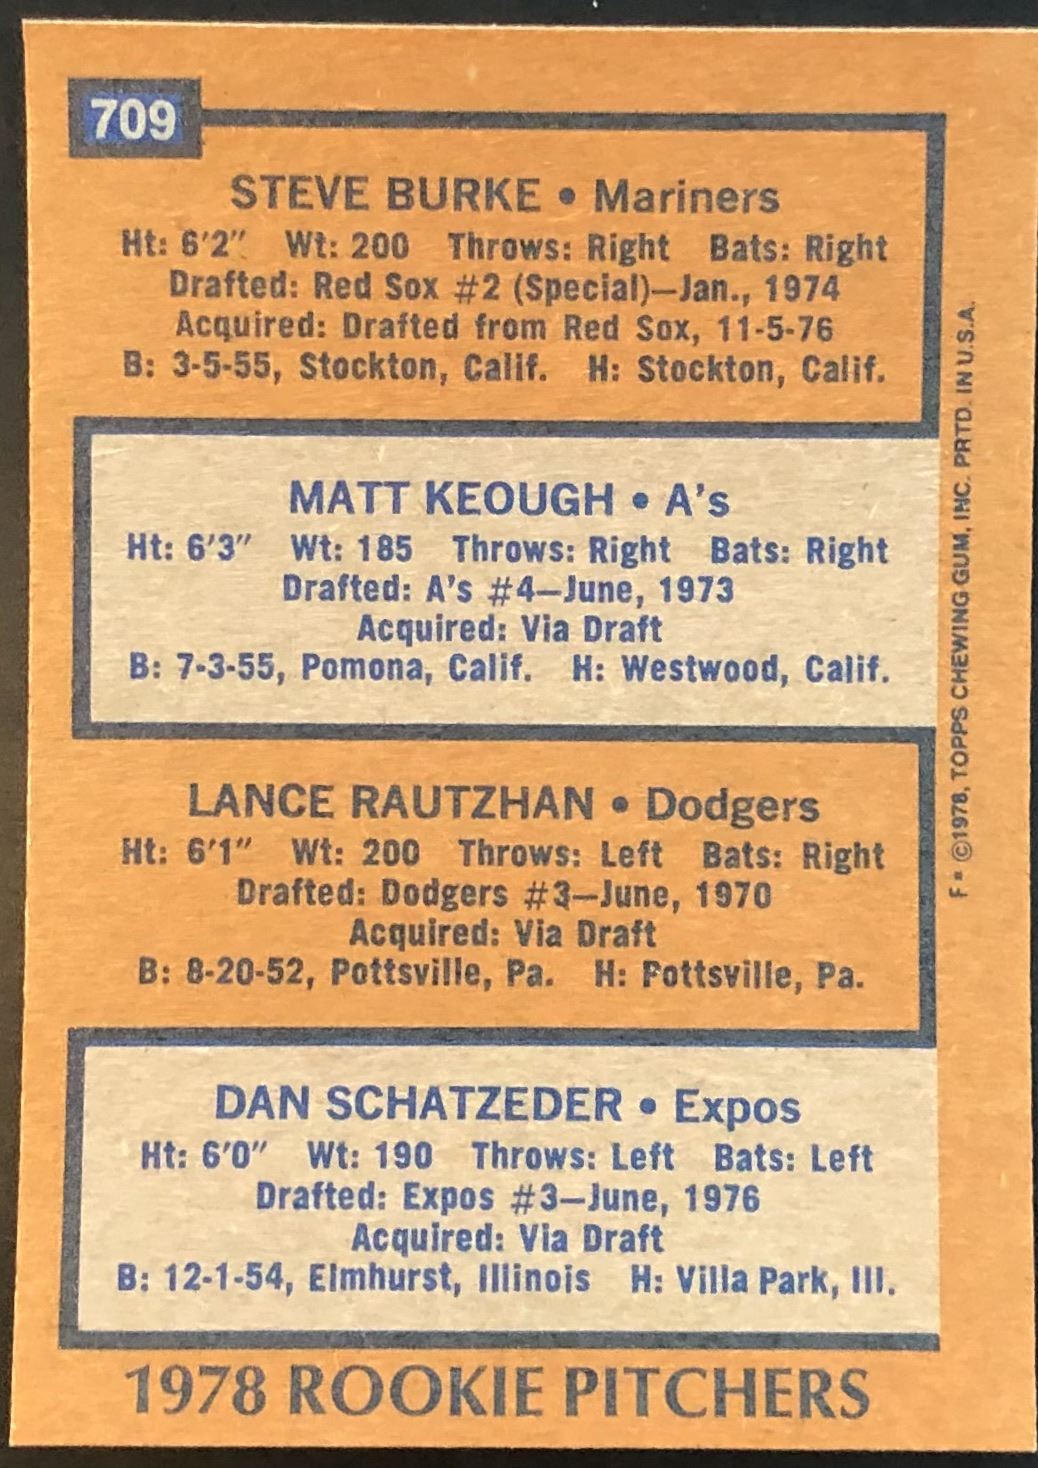 709
STEVE BURKE • Mariners
Ht: 6'2" Wt: 200 Throws: Right Bats: Right
Drafted: Red Sox #2 (Special)—Jan., 1974
Acquired: Drafted from Red Sox, 11-5-76
B: 3-5-55, Stockton, Calif. H: Stockton, Calif.
MATT KEOUGH • A's
Ht: 6'3" Wt: 185 Throws: Right Bats: Right
Drafted: A's #4—June, 1973
Acquired: Via Draft
B: 7-3-55, Pomona, Calif. H: Westwood, Calif.
LANCE RAUTZHAN • Dodgers
Ht: 6'1" Wt: 200 Throws: Left Bats: Right
Drafted: Dodgers #3—June, 1970
Acquired: Via Draft
B: 8-20-52, Pottsville, Pa. H: Pottsville, Pa.
DAN SCHATZEDER • Expos
Ht: 6'0" Wt: 190 Throws: Left Bats: Left
Drafted: Expos #3—June, 1976
Acquired: Via Draft
B: 12-1-54, Elmhurst, Illinois H: Villa Park, Ill.
1978 ROOKIE PITCHERS
F* ©1978, TOPPS CHEWING GUM, INC. PRTD. IN U.S.A.